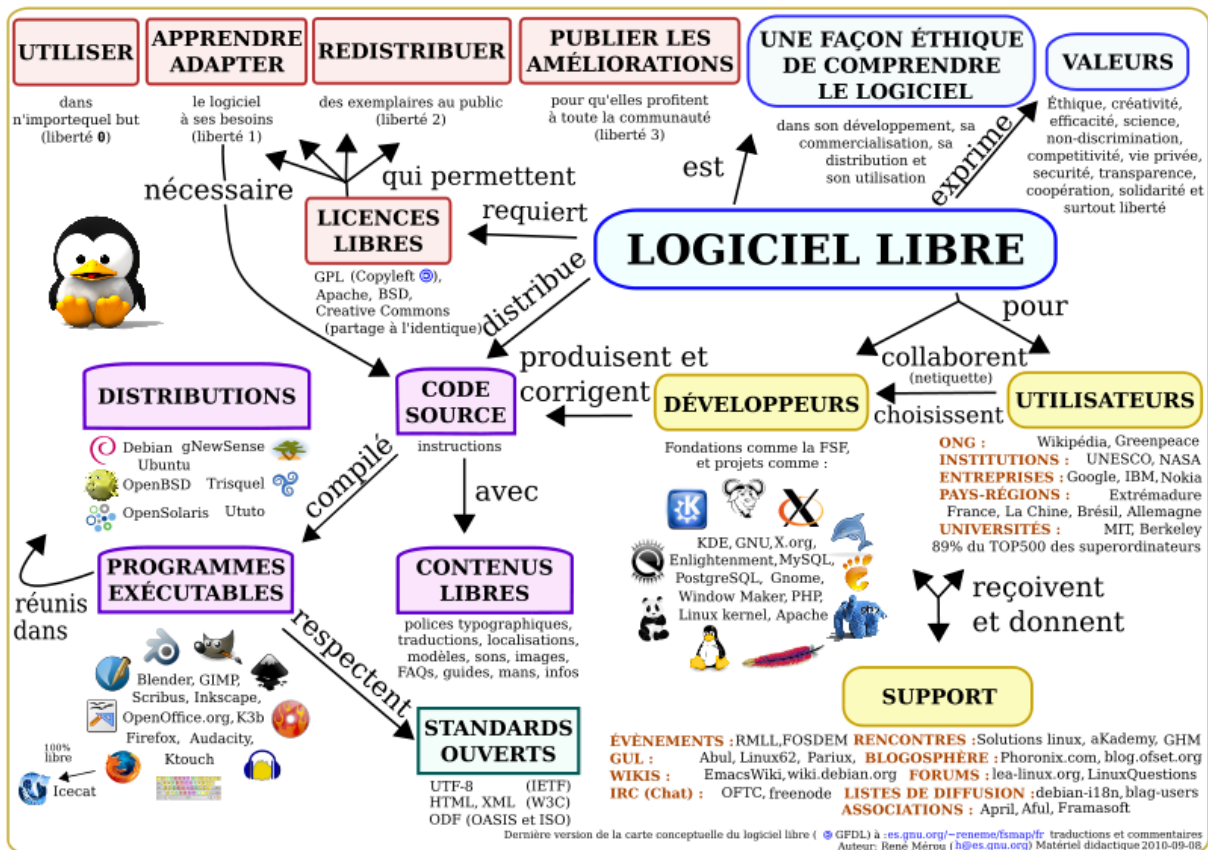 UTILISER
dans
n'importequel but
(liberté 0)
APPRENDRE
ADAPTER
le logiciel
à ses besoins
(liberté 1)
REDISTRIBUER
des exemplaires au public
(liberté 2)
PUBLIER LES
AMÉLIORATIONS
pour qu'elles profitent
à toute la communauté
(liberté 3)
UNE FAÇON ÉTHIQUE
DE COMPRENDRE
LE LOGICIEL
dans son développement, sa
commercialisation, sa
distribution et
son utilisation
VALEURS
Éthique, créativité,
efficacité, science,
non-discrimination,
competitivité, vie privée,
securité, transparence,
coopération, solidarité et
surtout liberté
nécessaire
qui permettent
est
exprime
LICENCES
LIBRES
GPL (Copyleft),
Apache, BSD,
Creative Commons
(partage à l'identique)
requiert
LOGICIEL LIBRE
distribue
pour
DISTRIBUTIONS
Debian gNewSense
Ubuntu
OpenBSD Trisquel
OpenSolaris Ututo
CODE
SOURCE
instructions
produisent et
corrigent
DÉVELOPPEURS
Fondations comme la FSF,
et projets comme :
KDE, GNU, X.org,
Enlightenment, MySQL,
PostgreSQL, Gnome,
Window Maker, PHP,
Linux kernel, Apache
collaborent
(netiquette)
choisissent
UTILISATEURS
ONG : Wikipédia, Greenpeace
INSTITUTIONS : UNESCO, NASA
ENTREPRISES : Google, IBM, Nokia
PAYS-RÉGIONS : Extrémadure
France, La Chine, Brésil, Allemagne
UNIVERSITÉS : MIT, Berkeley
89% du TOP500 des superordinateurs
compilé
avec
PROGRAMMES
EXÉCUTABLES
réunis
dans
Blender, GIMP,
Scribus, Inkscape,
OpenOffice.org, K3b
Firefox, Audacity,
Ktouch
100%
libre
Icecat
CONTENUS
LIBRES
polices typographiques,
traductions, localisations,
modèles, sons, images,
FAQs, guides, mans, infos
respectent
STANDARDS
OUVERTS
UTF-8 (IETF)
HTML, XML (W3C)
ODF (OASIS et ISO)
reçoivent
et donnent
SUPPORT
ÉVÈNEMENTS :RMLL,FOSDEM RENCONTRES :Solutions linux, aKademy, GHM
GUL : Abul, Linux62, Pariux, BLOGOSPHÈRE :Phoronix.com, blog.ofset.org
WIKIS : EmacsWiki, wiki.debian.org FORUMS :lea-linux.org, LinuxQuestions
IRC (Chat) : OFTC, freenode LISTES DE DIFFUSION :debian-i18n, blag-users
ASSOCIATIONS : April, Aful, Framasoft
Dernière version de la carte conceptuelle du logiciel libre ( GFDL) à :es.gnu.org/~reneme/fsmap/fr traductions et commentaires
Auteur: René Mérou (h@es.gnu.org) Matériel didactique 2010-09-08